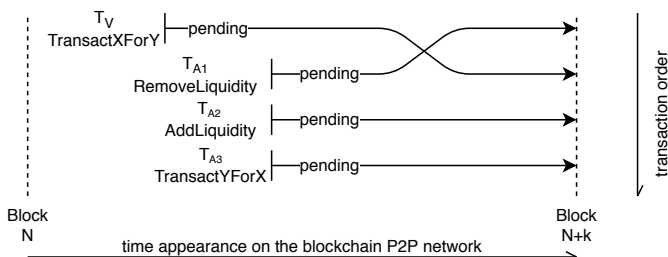 T_V
TransactXForY
pending
T_A1
RemoveLiquidity
pending
T_A2
AddLiquidity
pending
T_A3
TransactYForX
pending
transaction order
Block
N
Block
N+k
time appearance on the blockchain P2P network